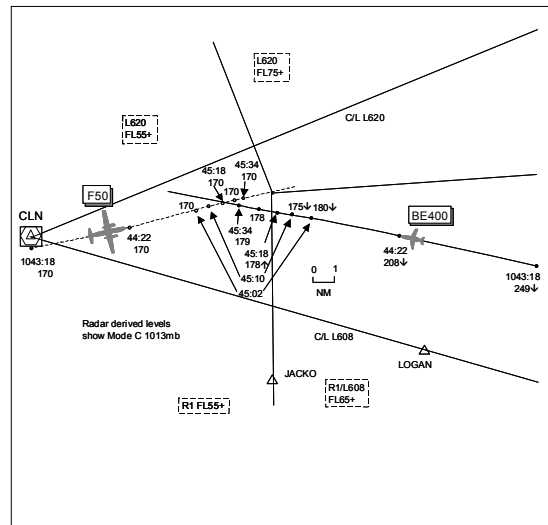 L620
FL75+
L620
FL55+
C/L L620
45:34
170
45:18
170
170
F50
CLN
170
175↓
180↓
178
BE400
44:22
170
45:34
179
45:18
178↑
44:22
208↓
1043:18
170
45:10
0 1
NM
1043:18
249↓
45:02
Radar derived levels
show Mode C 1013mb
C/L L608
LOGAN
JACKO
R1 FL55+
R1/L608
FL65+